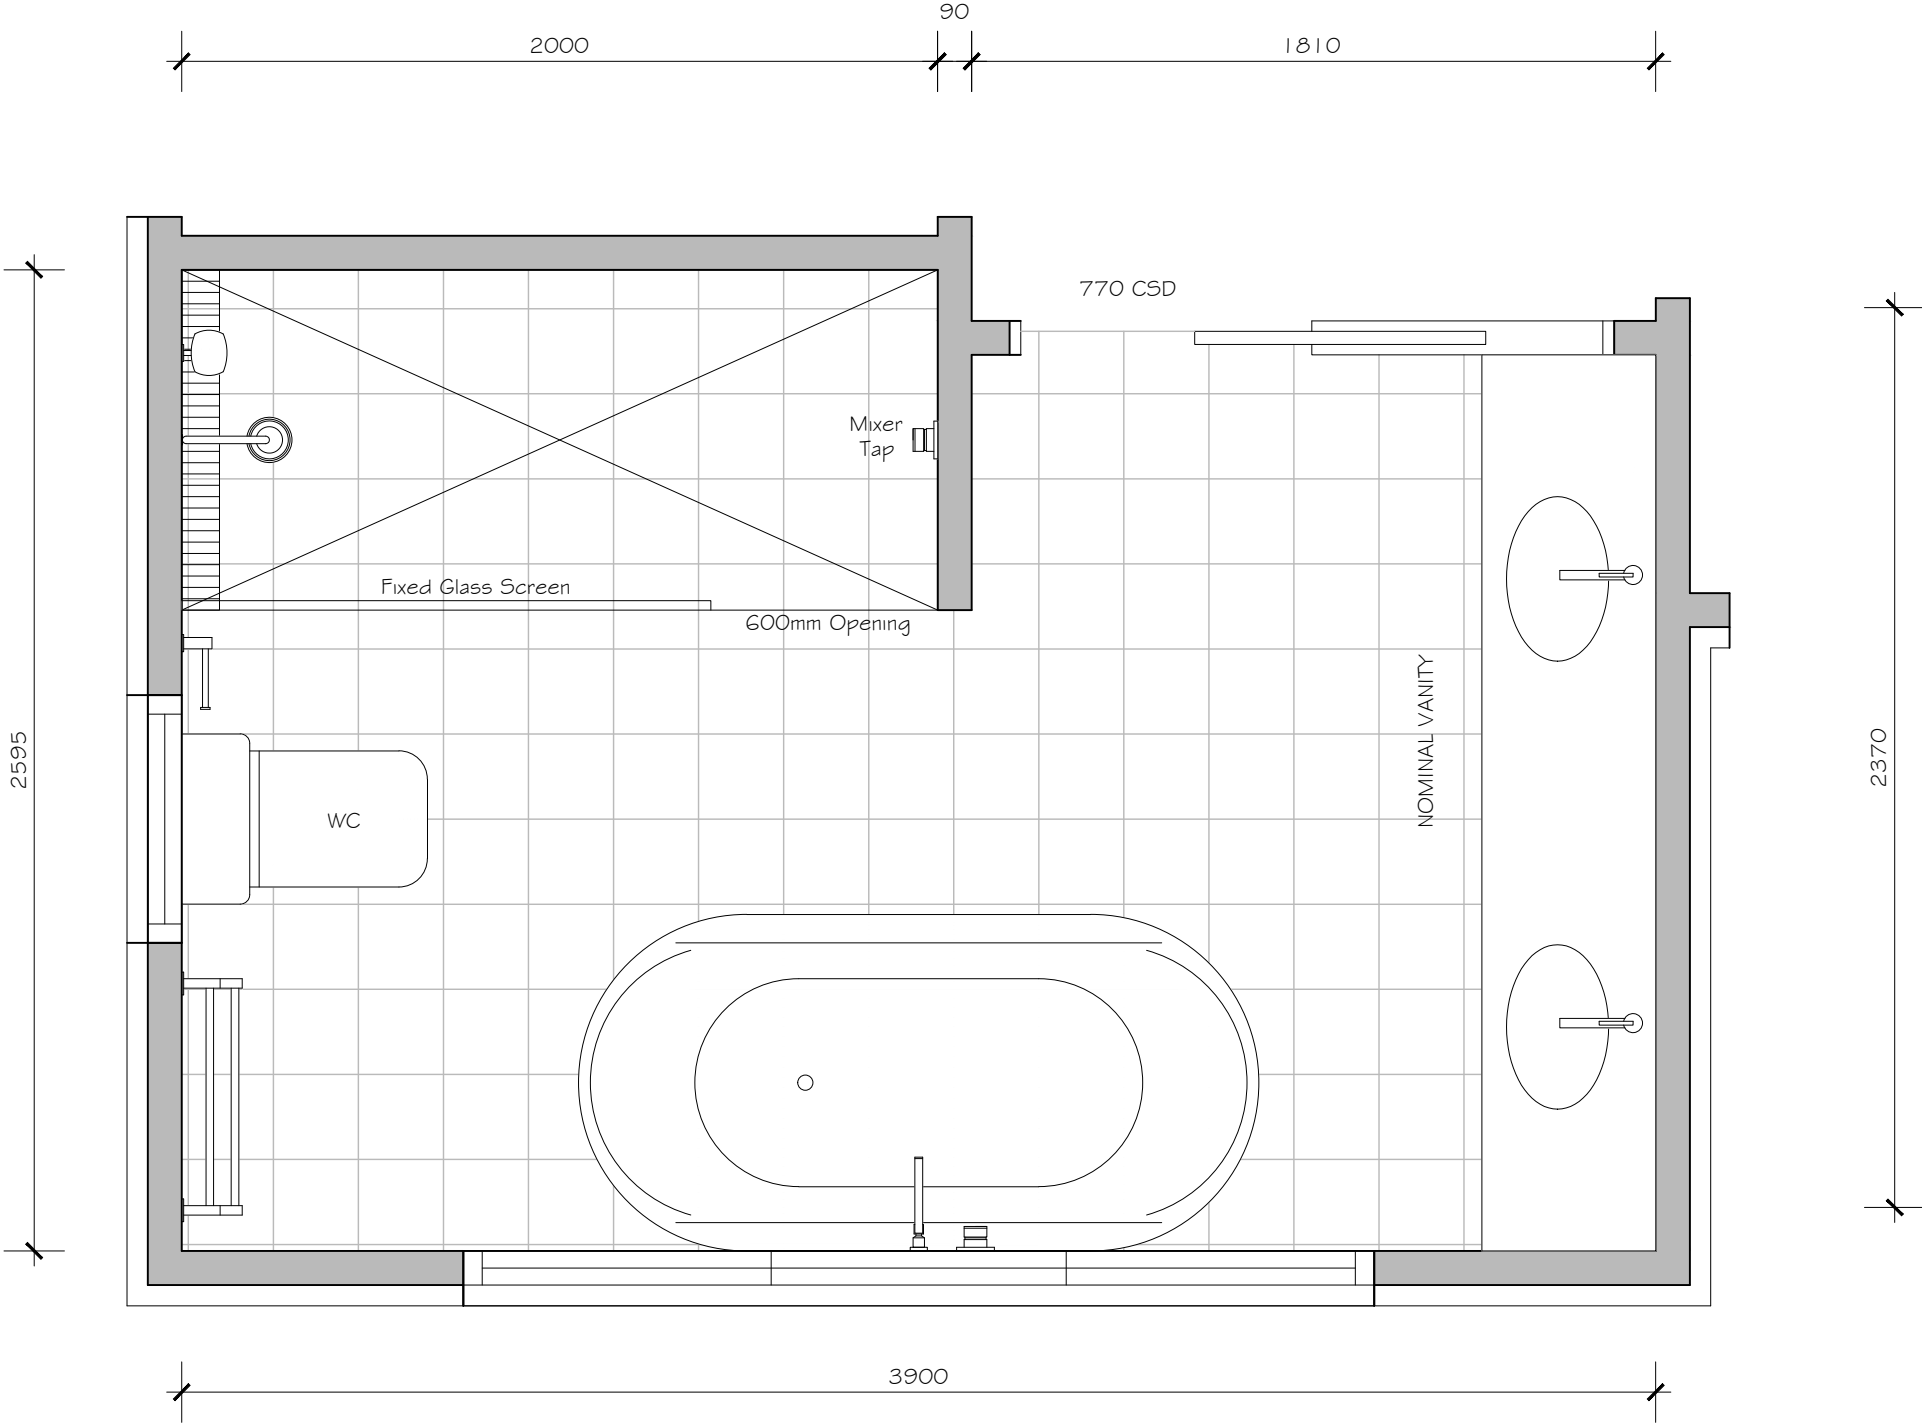 90
2000
1810
770 CSD
Mixer
Tap
Fixed Glass Screen
600mm Opening
NOMINAL VANITY
2595
2370
WC
3900